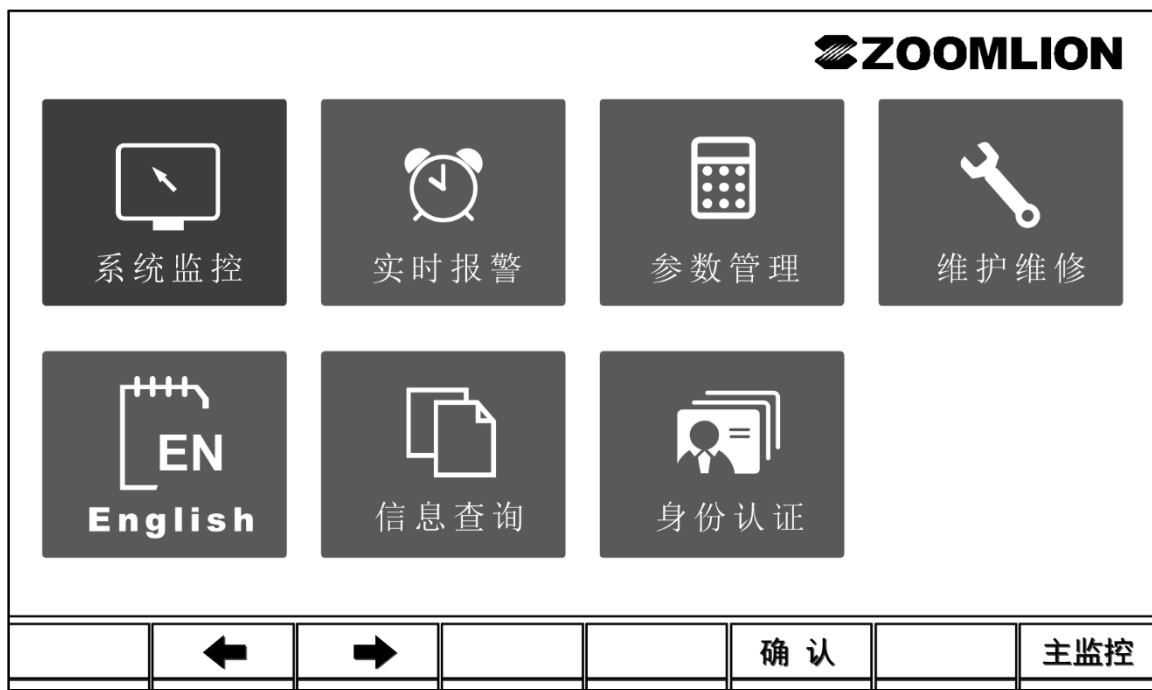 ZOOMLION
系统监控
实时报警
参数管理
维护维修
EN
English
信息查询
身份认证
确认
主监控